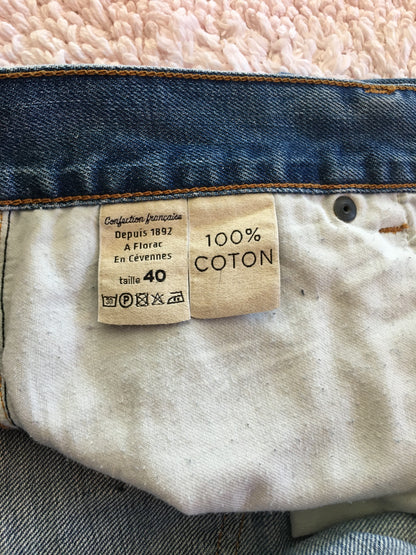 Confection française
Depuis 1892
A Florac
En Cévennes
taille 40
100%
COTON